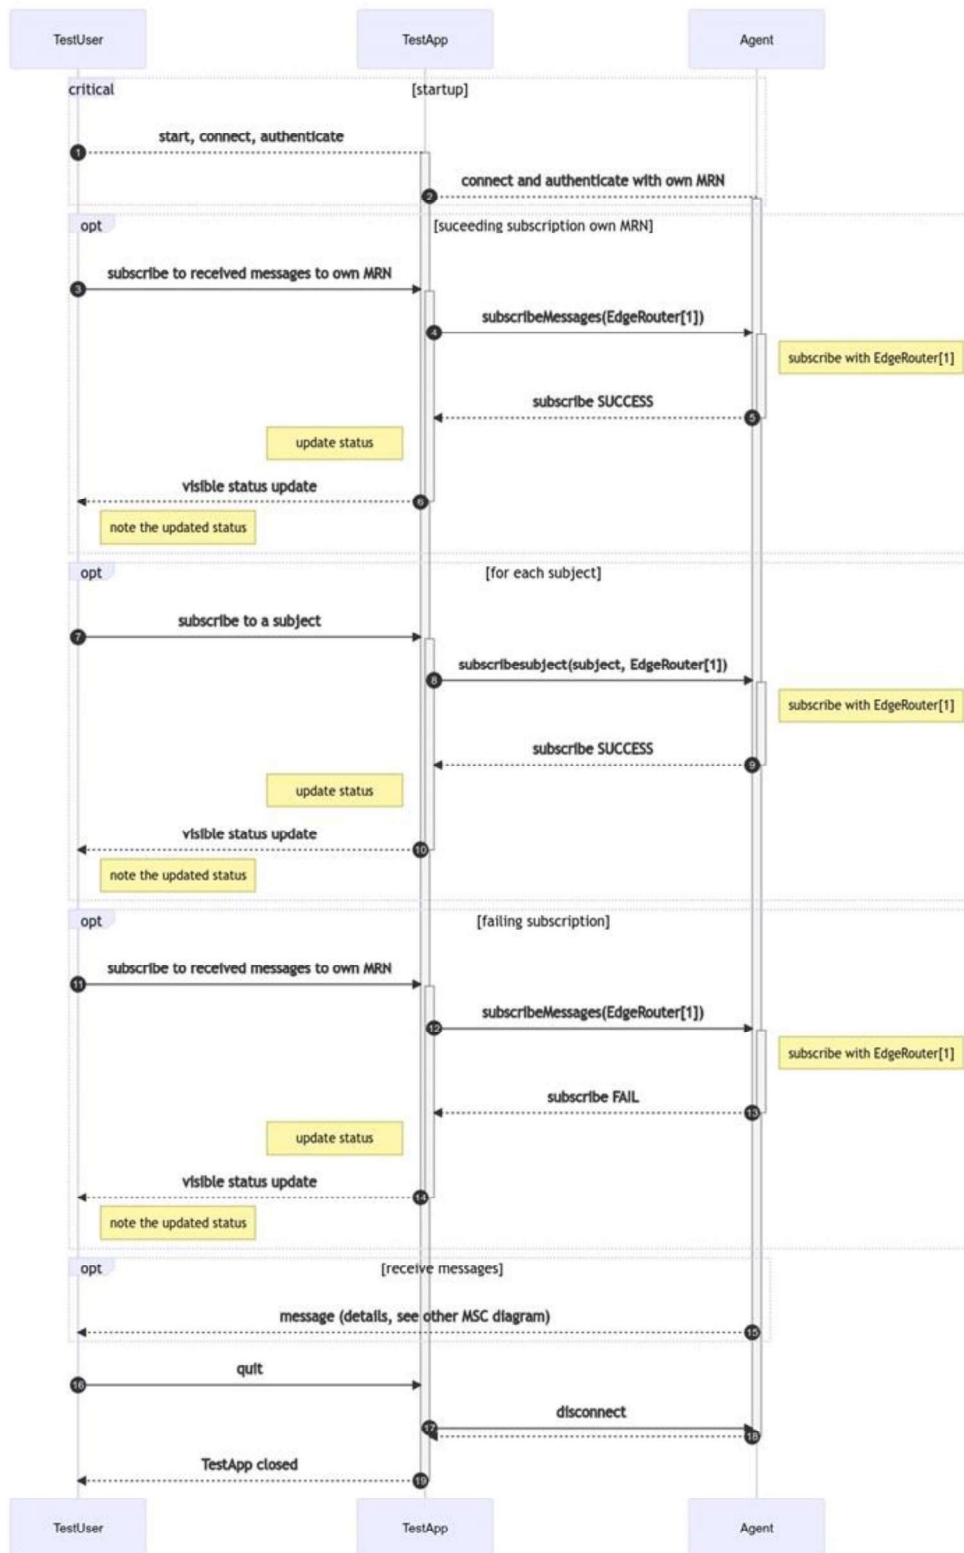 TestUser
TestApp
Agent
critical
[startup]
start, connect, authenticate
1
connect and authenticate with own MRN
2
opt
[suceeding subscription own MRN]
subscribe to received messages to own MRN
3
subscribeMessages(EdgeRouter[1])
4
subscribe with EdgeRouter[1]
subscribe SUCCESS
5
update status
visible status update
6
note the updated status
opt
[for each subject]
subscribe to a subject
7
subscribesubject(subject, EdgeRouter[1])
8
subscribe with EdgeRouter[1]
subscribe SUCCESS
9
update status
visible status update
10
note the updated status
opt
[failing subscription]
subscribe to received messages to own MRN
11
subscribeMessages(EdgeRouter[1])
12
subscribe with EdgeRouter[1]
subscribe FAIL
13
update status
visible status update
14
note the updated status
opt
[receive messages]
message (details, see other MSC diagram)
15
quit
16
disconnect
17
18
TestApp closed
19
TestUser
TestApp
Agent